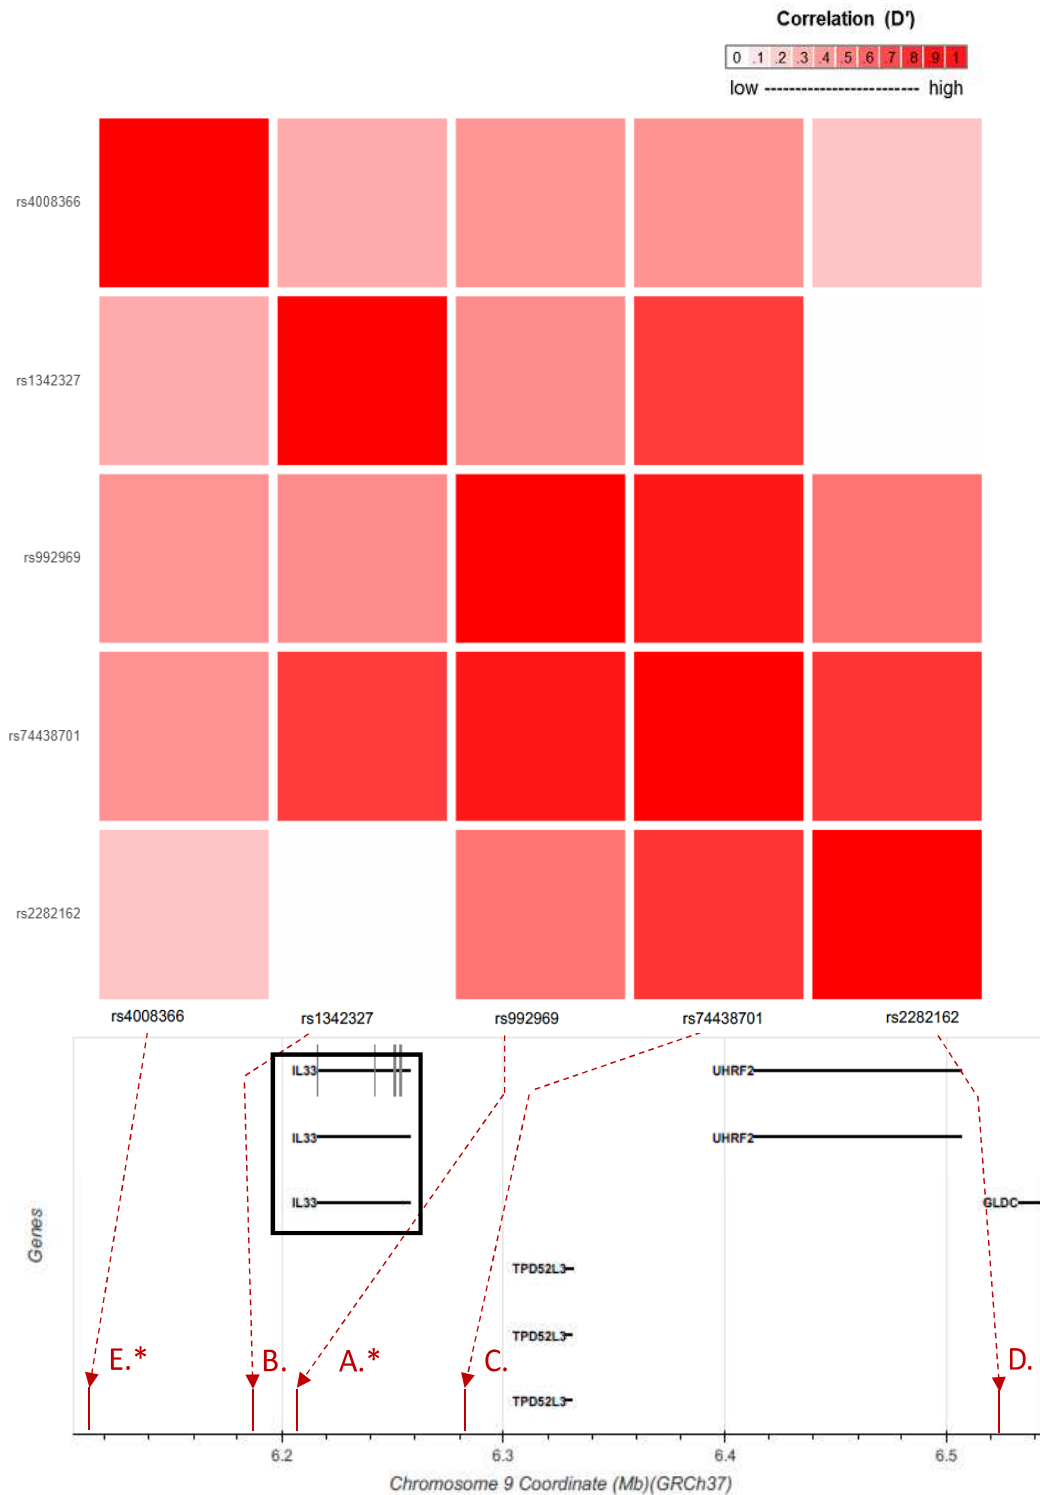 Correlation (D')
0 .1 .2 .3 .4 .5 .6 .7 .8 .9 1
low ------------------------ high
rs4008366
rs1342327
rs992969
rs74438701
rs2282162
rs4008366 rs1342327 rs992969 rs74438701 rs2282162
IL33 UHRF2
IL33 UHRF2
IL33 GLDC
Genes
TPD52L3
TPD52L3
E.* B. A.* C. D.
TPD52L3
6.2 6.3 6.4 6.5
Chromosome 9 Coordinate (Mb)(GRCh37)